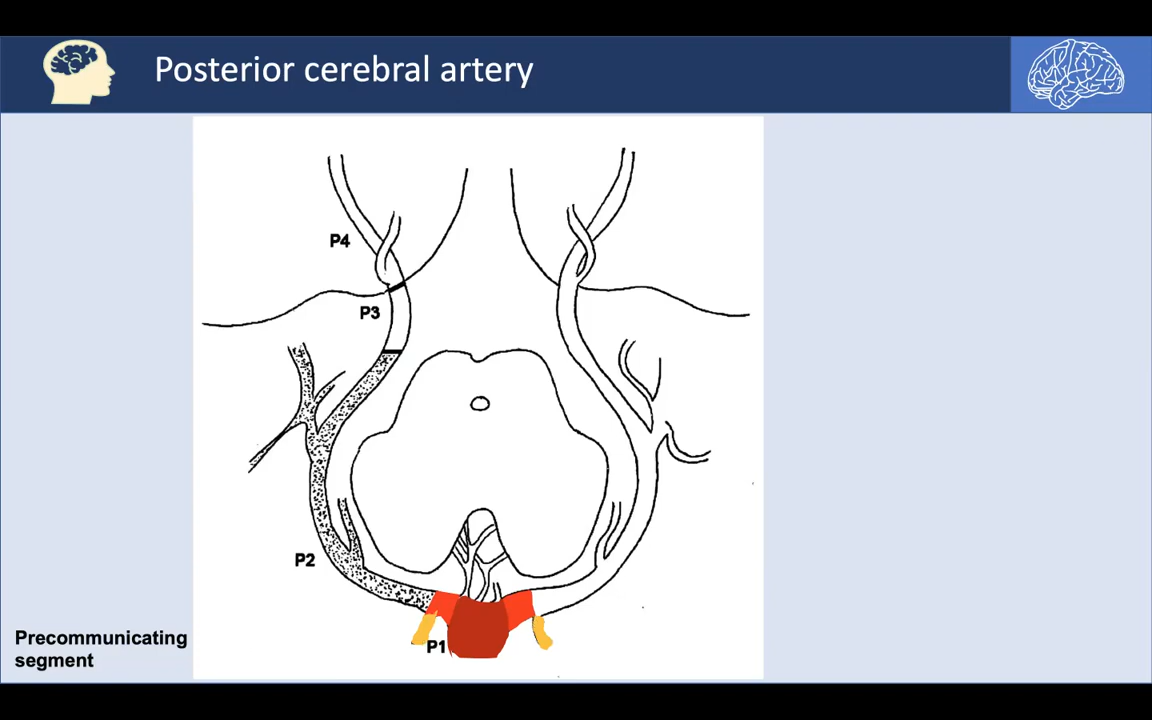 Posterior cerebral artery
P4
P3
P2
P1
Precommunicating
segment